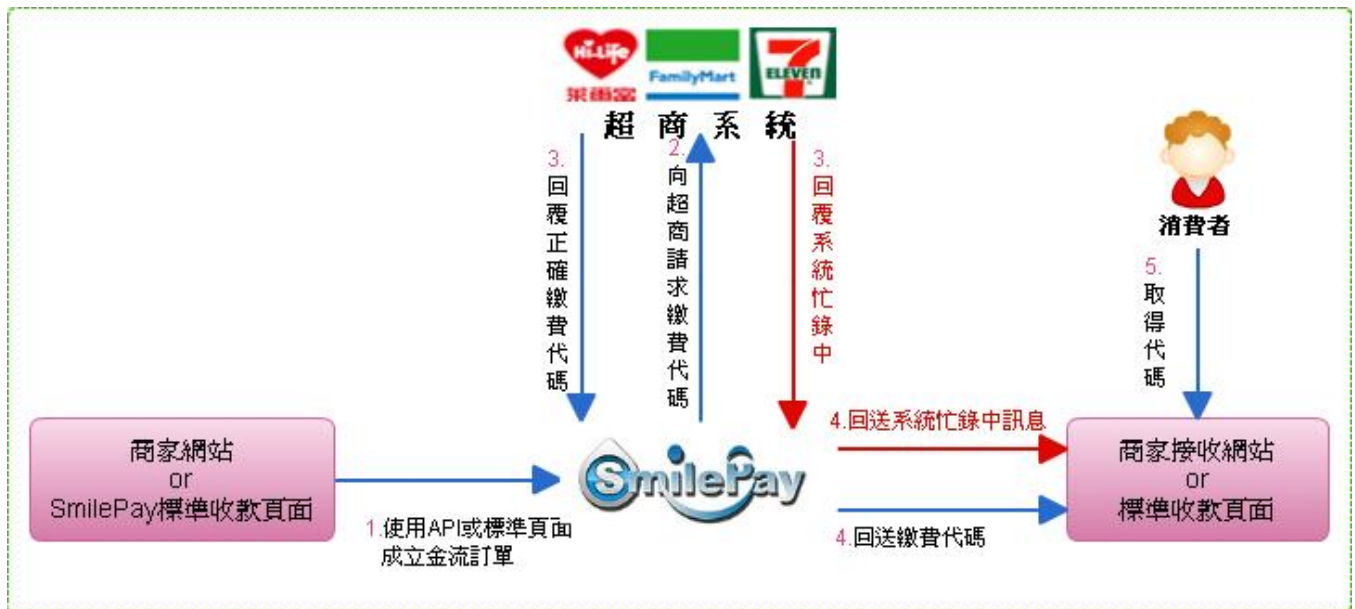 Hi-Life
萊爾富
FamilyMart
7
ELEVEN
超商系統
3.回覆正確繳費代碼
2.向超商請求繳費代碼
3.回覆系統忙錄中
消費者
5.取得代碼
商家網站
or
SmilePay標準收款頁面
1.使用API或標準頁面
成立金流訂單
SmilePay
4.回送系統忙錄中訊息
4.回送繳費代碼
商家接收網站
or
標準收款頁面